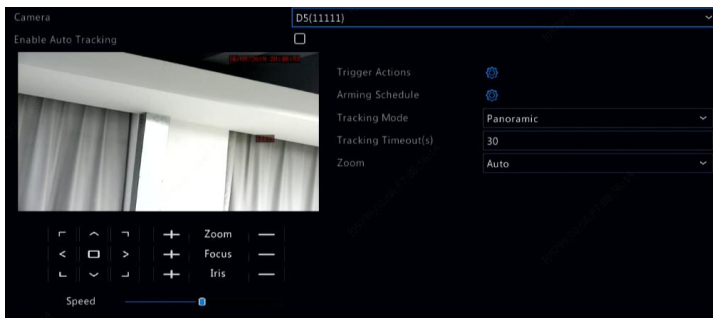 Camera
D5(11111)
Enable Auto Tracking
Trigger Actions
Arming Schedule
Tracking Mode
Panoramic
Tracking Timeout(s)
30
Zoom
Auto
Zoom
Focus
Iris
Speed